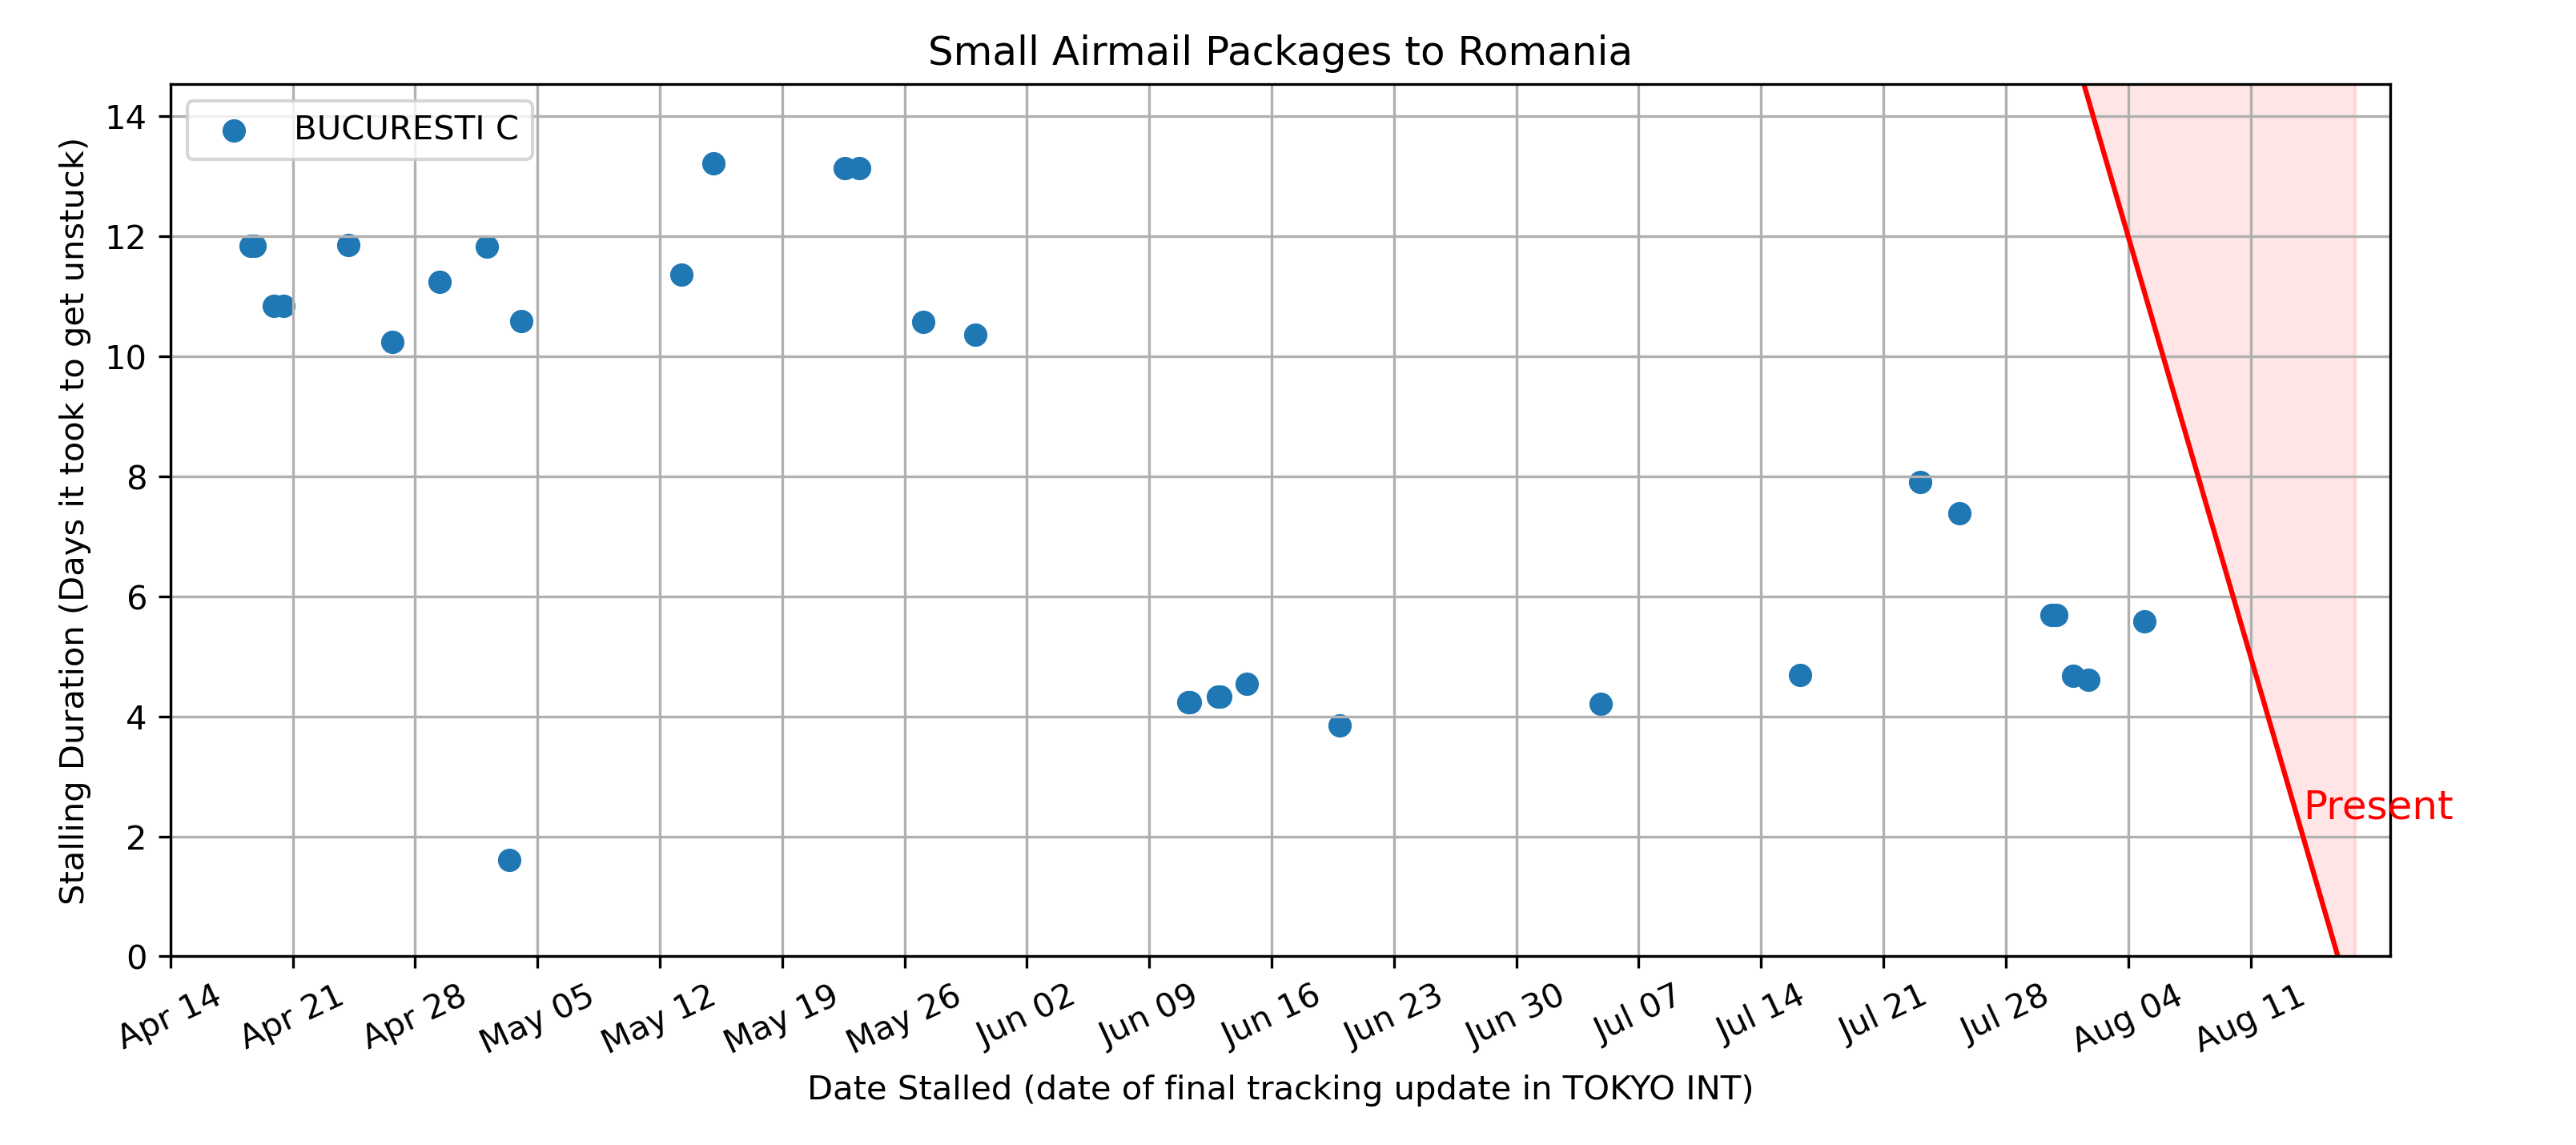 Small Airmail Packages to Romania
BUCURESTI C
Stalling Duration (Days it took to get unstuck)
14
12
10
8
6
4
2
0
Present
Apr 14
Apr 21
Apr 28
May 05
May 12
May 19
May 26
Jun 02
Jun 09
Jun 16
Jun 23
Jun 30
Jul 07
Jul 14
Jul 21
Jul 28
Aug 04
Aug 11
Date Stalled (date of final tracking update in TOKYO INT)